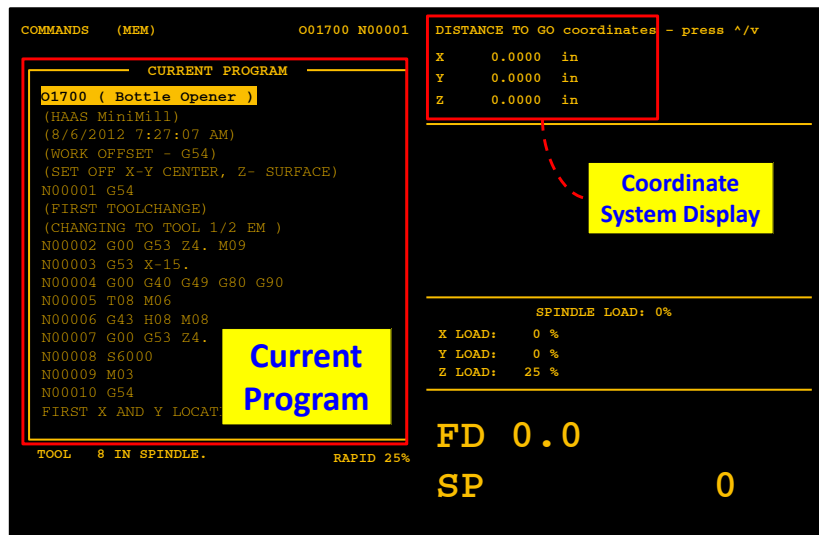 COMMANDS (MEM) O01700 N00001
CURRENT PROGRAM
O1700 ( Bottle Opener )
(HAAS MiniMill)
(8/6/2012 7:27:07 AM)
(WORK OFFSET - G54)
(SET OFF X-Y CENTER, Z- SURFACE)
N00001 G54
(FIRST TOOLCHANGE)
(CHANGING TO TOOL 1/2 EM )
N00002 G00 G53 Z4. M09
N00003 G53 X-15.
N00004 G00 G40 G49 G80 G90
N00005 T08 M06
N00006 G43 H08 M08
N00007 G00 G53 Z4.
N00008 S6000
N00009 M03
N00010 G54
FIRST X AND Y
Current
Program
TOOL 8 IN SPINDLE.
RAPID 25%
DISTANCE TO GO coordinates - press ^/v
X 0.0000 in
Y 0.0000 in
Z 0.0000 in
Coordinate
System Display
SPINDLE LOAD: 0%
X LOAD: 0 %
Y LOAD: 0 %
Z LOAD: 25 %
FD 0.0
SP 0